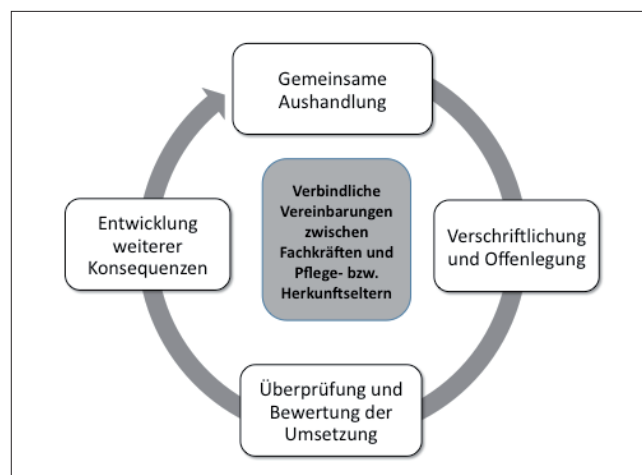 Gemeinsame
Aushandlung
Verbindliche
Vereinbarungen
zwischen
Fachkräften und
Pflege- bzw.
Herkunftseltern
Entwicklung
weiterer
Konsequenzen
Verschriftlichung
und Offenlegung
Überprüfung und
Bewertung der
Umsetzung